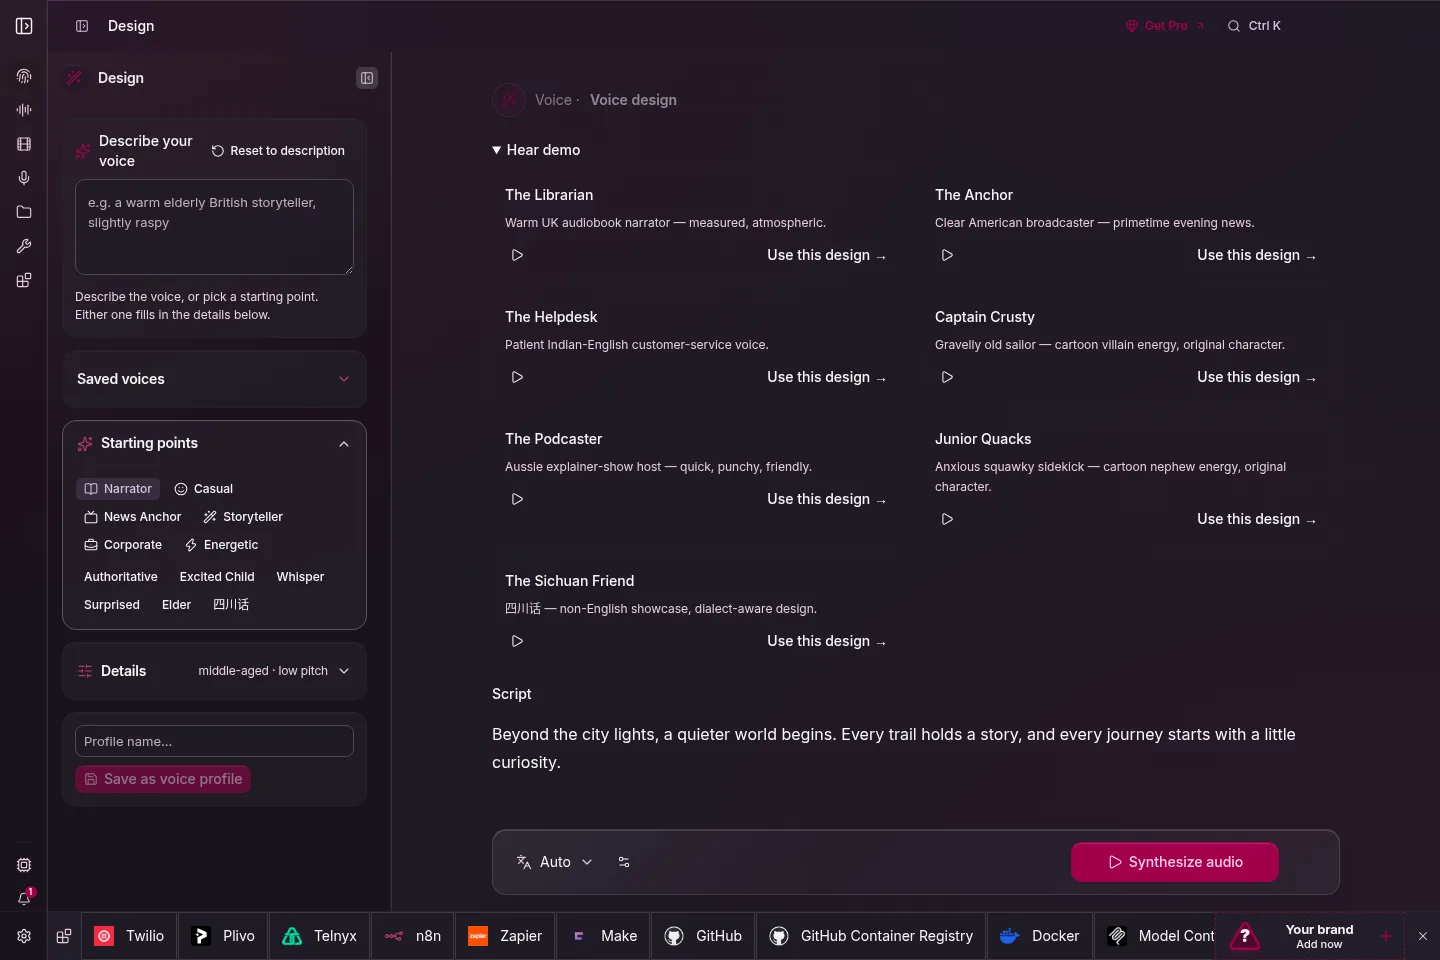 Design
Get Pro
Ctrl K
Design
Describe your
voice
Reset to description
e.g. a warm elderly British storyteller,
slightly raspy
Describe the voice, or pick a starting point.
Either one fills in the details below.
Saved voices
Starting points
Narrator
Casual
News Anchor
Storyteller
Corporate
Energetic
Authoritative
Excited Child
Whisper
Surprised
Elder
四川话
Details
middle-aged · low pitch
Profile name...
Save as voice profile
Voice ·
Voice design
Hear demo
The Librarian
Warm UK audiobook narrator — measured, atmospheric.
Use this design →
The Anchor
Clear American broadcaster — primetime evening news.
Use this design →
The Helpdesk
Patient Indian-English customer-service voice.
Use this design →
Captain Crusty
Gravelly old sailor — cartoon villain energy, original character.
Use this design →
The Podcaster
Aussie explainer-show host — quick, punchy, friendly.
Use this design →
Junior Quacks
Anxious squawky sidekick — cartoon nephew energy, original
character.
Use this design →
The Sichuan Friend
四川话 — non-English showcase, dialect-aware design.
Use this design →
Script
Beyond the city lights, a quieter world begins. Every trail holds a story, and every journey starts with a little
curiosity.
Auto
Synthesize audio
1
Twilio
Plivo
Telnyx
n8n
zapier
Zapier
Make
GitHub
GitHub Container Registry
Docker
Model Cont
?
Your brand
Add now